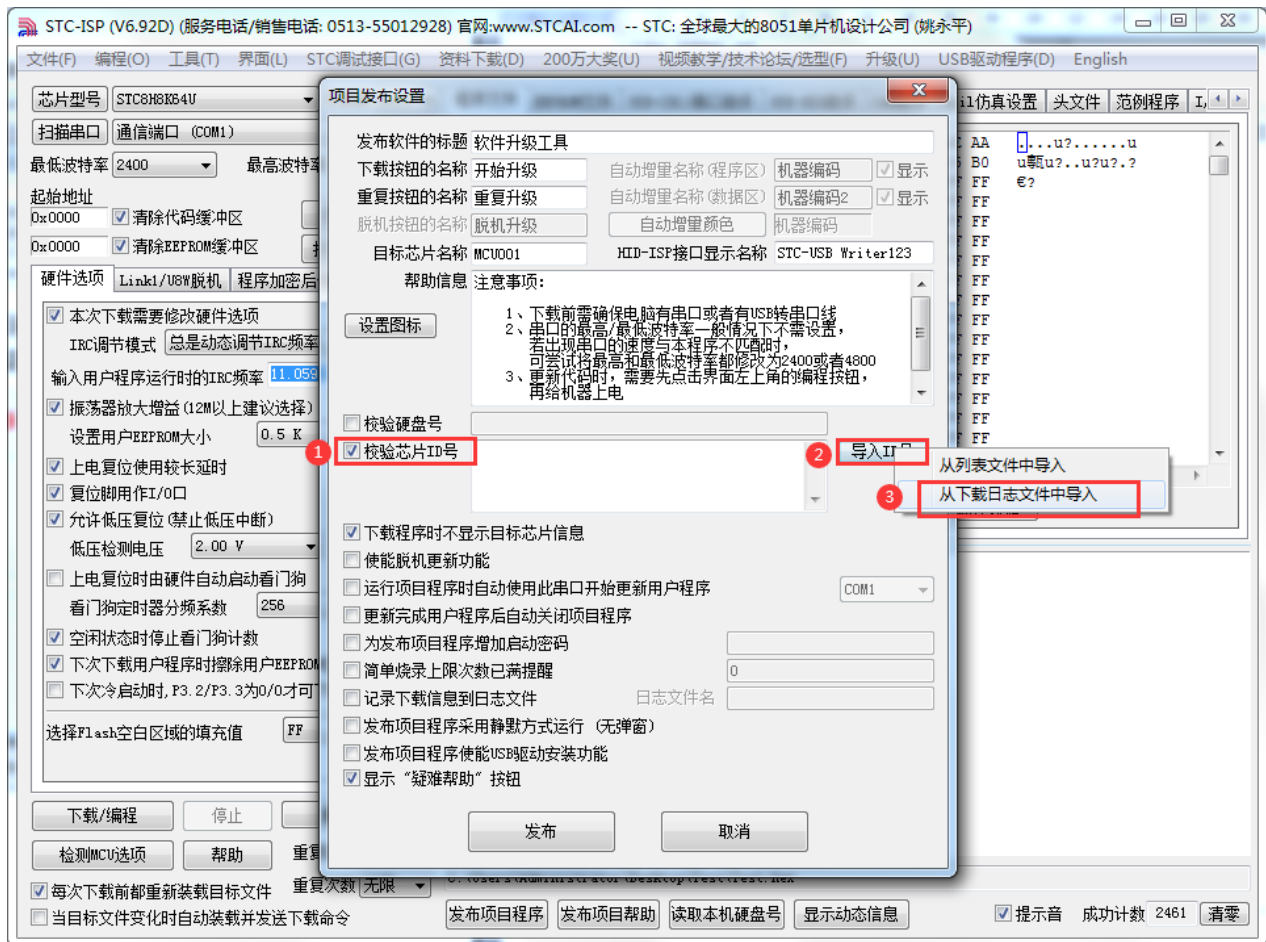 STC-ISP (V6.92D) (服务电话/销售电话: 0513-55012928) 官网:www.STCAI.com -- STC: 全球最大的8051单片机设计公司 (姚永平)
文件(F) 编程(O) 工具(T) 界面(L) STC调试接口(G) 资料下载(D) 200万大奖(U) 视频教学/技术论坛/选型(F) 升级(U) USB驱动程序(D) English
芯片型号 STC8H8K64U
扫描串口 通信端口 (COM1)
最低波特率 2400 最高波特率
起始地址
0x0000 清除代码缓冲区
0x0000 清除EEPROM缓冲区
硬件选项 Link1/U8W脱机 程序加密后
本次下载需要修改硬件选项
IRC调节模式 总是动态调节IRC频率
输入用户程序运行时的IRC频率 11.059
振荡器放大增益(12M以上建议选择)
设置用户EEPROM大小 0.5 K
上电复位使用较长延时
复位脚用作I/O口
允许低压复位(禁止低压中断)
低压检测电压 2.00 V
上电复位时由硬件自动启动看门狗
看门狗定时器分频系数 256
空闲状态时停止看门狗计数
下次下载用户程序时擦除用户EEPROM
下次冷启动时,P3.2/P3.3为0/0才可
选择Flash空白区域的填充值 FF
下载/编程 停止
检测MCU选项 帮助
每次下载前都重新装载目标文件 重复次数 无限
当目标文件变化时自动装载并发送下载命令
项目发布设置
发布软件的标题 软件升级工具
下载按钮的名称 开始升级 自动增量名称(程序区) 机器编码 显示
重复按钮的名称 重复升级 自动增量名称(数据区) 机器编码2 显示
脱机按钮的名称 脱机升级 自动增量颜色 机器编码
目标芯片名称 MCU001 HID-ISP接口显示名称 STC-USB Writer123
帮助信息 注意事项:
设置图标
1、下载前需确保电脑有串口或者有USB转串口线
2、串口的最高/最低波特率一般情况下不需设置,
若出现串口的速度与本程序不匹配时,
可尝试将最高和最低波特率都修改为2400或者4800
3、更新代码时, 需要先点击界面左上角的编程按钮,
再给机器上电
校验硬盘号
1 校验芯片ID号 2 导入ID号
从列表文件中导入
3 从下载日志文件中导入
下载程序时不显示目标芯片信息
使能脱机更新功能
运行项目程序时自动使用此串口开始更新用户程序 COM1
更新完成用户程序后自动关闭项目程序
为发布项目程序增加启动密码
简单烧录上限次数已满提醒 0
记录下载信息到日志文件 日志文件名
发布项目程序采用静默方式运行 (无弹窗)
发布项目程序使能USB驱动安装功能
显示 “疑难帮助” 按钮
发布 取消
il仿真设置 头文件 范例程序 I,
AA ....u?......u
B0 u甎u?..u?u?.?
FF €?
FF
FF
FF
FF
FF
FF
FF
FF
FF
FF
FF
FF
FF
发布项目程序 发布项目帮助 读取本机硬盘号 显示动态信息 提示音 成功计数 2461 清零